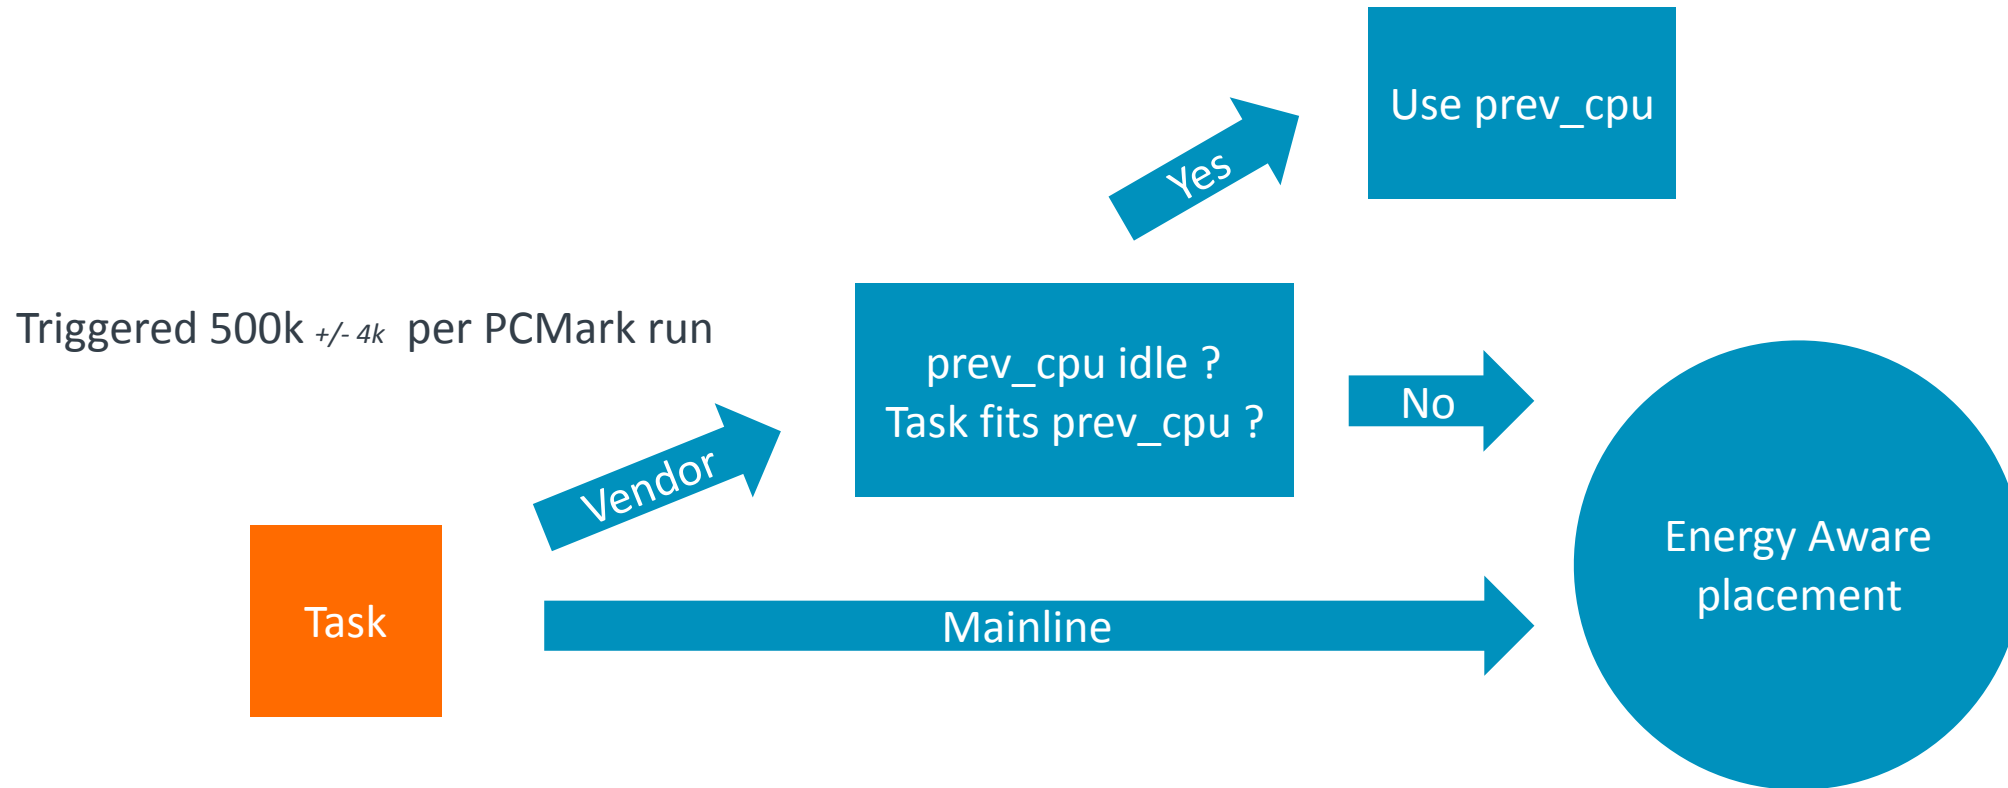 Use prev_cpu
Yes
Triggered 500k +/- 4k per PCMark run
prev_cpu idle ?
Task fits prev_cpu ?
No
Vendor
Energy Aware
placement
Task
Mainline